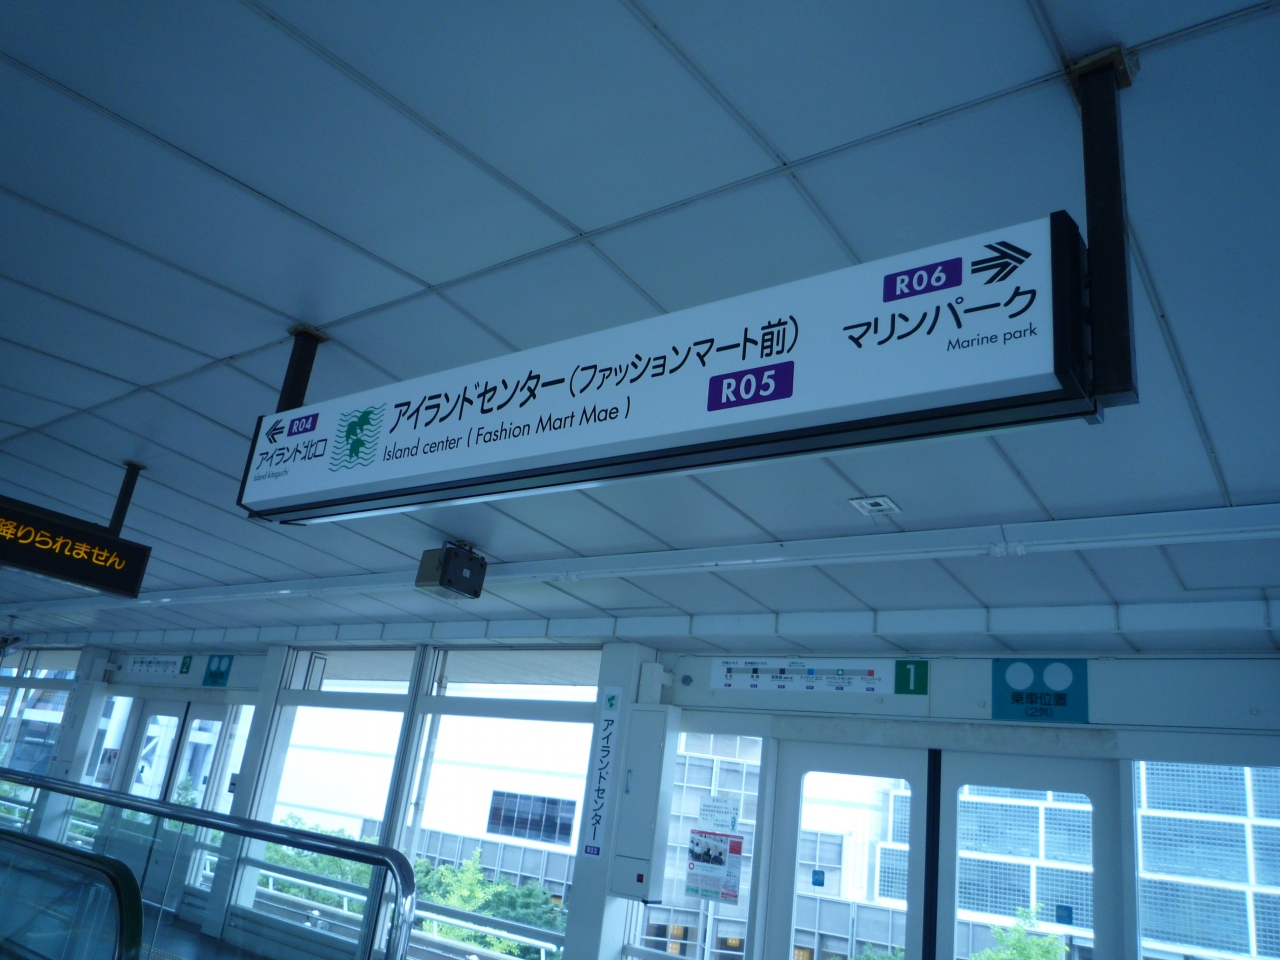 R04
アイランド北口
Island kitaguchi
アイランドセンター(ファッションマート前)
Island center ( Fashion Mart Mae )
R05
R06
マリンパーク
Marine park
降りられません
2
1
乗車位置
(2列)
アイランドセンター
R05